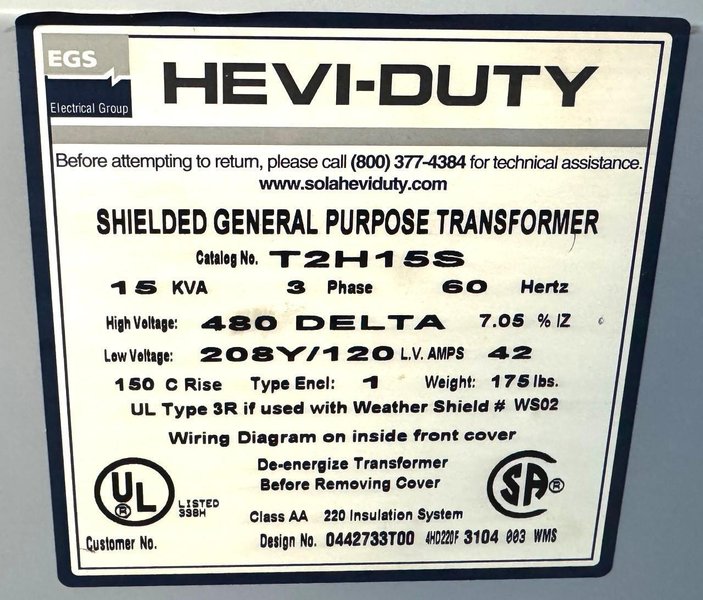 EGS
Electrical Group
HEVI-DUTY
Before attempting to return, please call (800) 377-4384 for technical assistance.
www.solaheviduty.com
SHIELDED GENERAL PURPOSE TRANSFORMER
Catalog No. T2H15S
15 KVA 3 Phase 60 Hertz
High Voltage: 480 DELTA 7.05 % IZ
Low Voltage: 208Y/120 L.V. AMPS 42
150 C Rise Type Encl: 1 Weight: 175 lbs.
UL Type 3R if used with Weather Shield # WS02
Wiring Diagram on inside front cover
De-energize Transformer
Before Removing Cover
UL ® LISTED
998H
SA ®
Class AA 220 Insulation System
Customer No. Design No. 0442733T00 4HD220F 3104 003 WMS